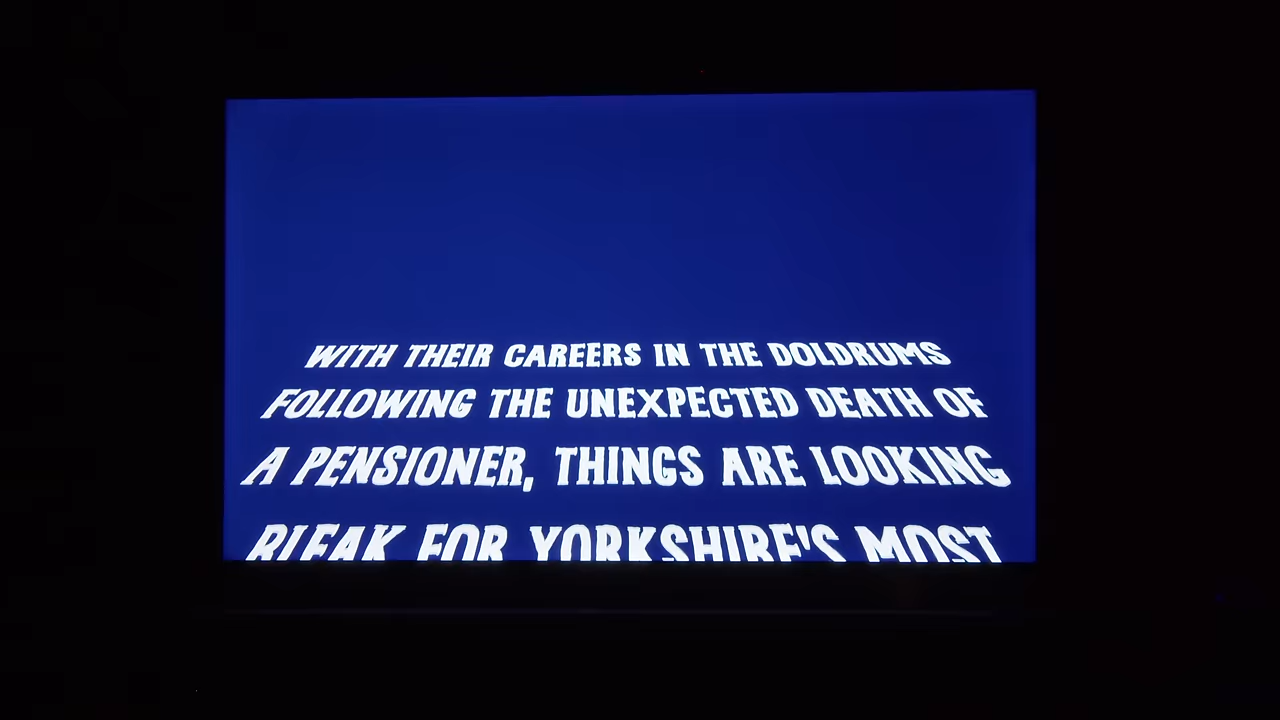 WITH THEIR CAREERS IN THE DOLDRUMS
FOLLOWING THE UNEXPECTED DEATH OF
A PENSIONER, THINGS ARE LOOKING
BLEAK FOR YORKSHIRE'S MOST